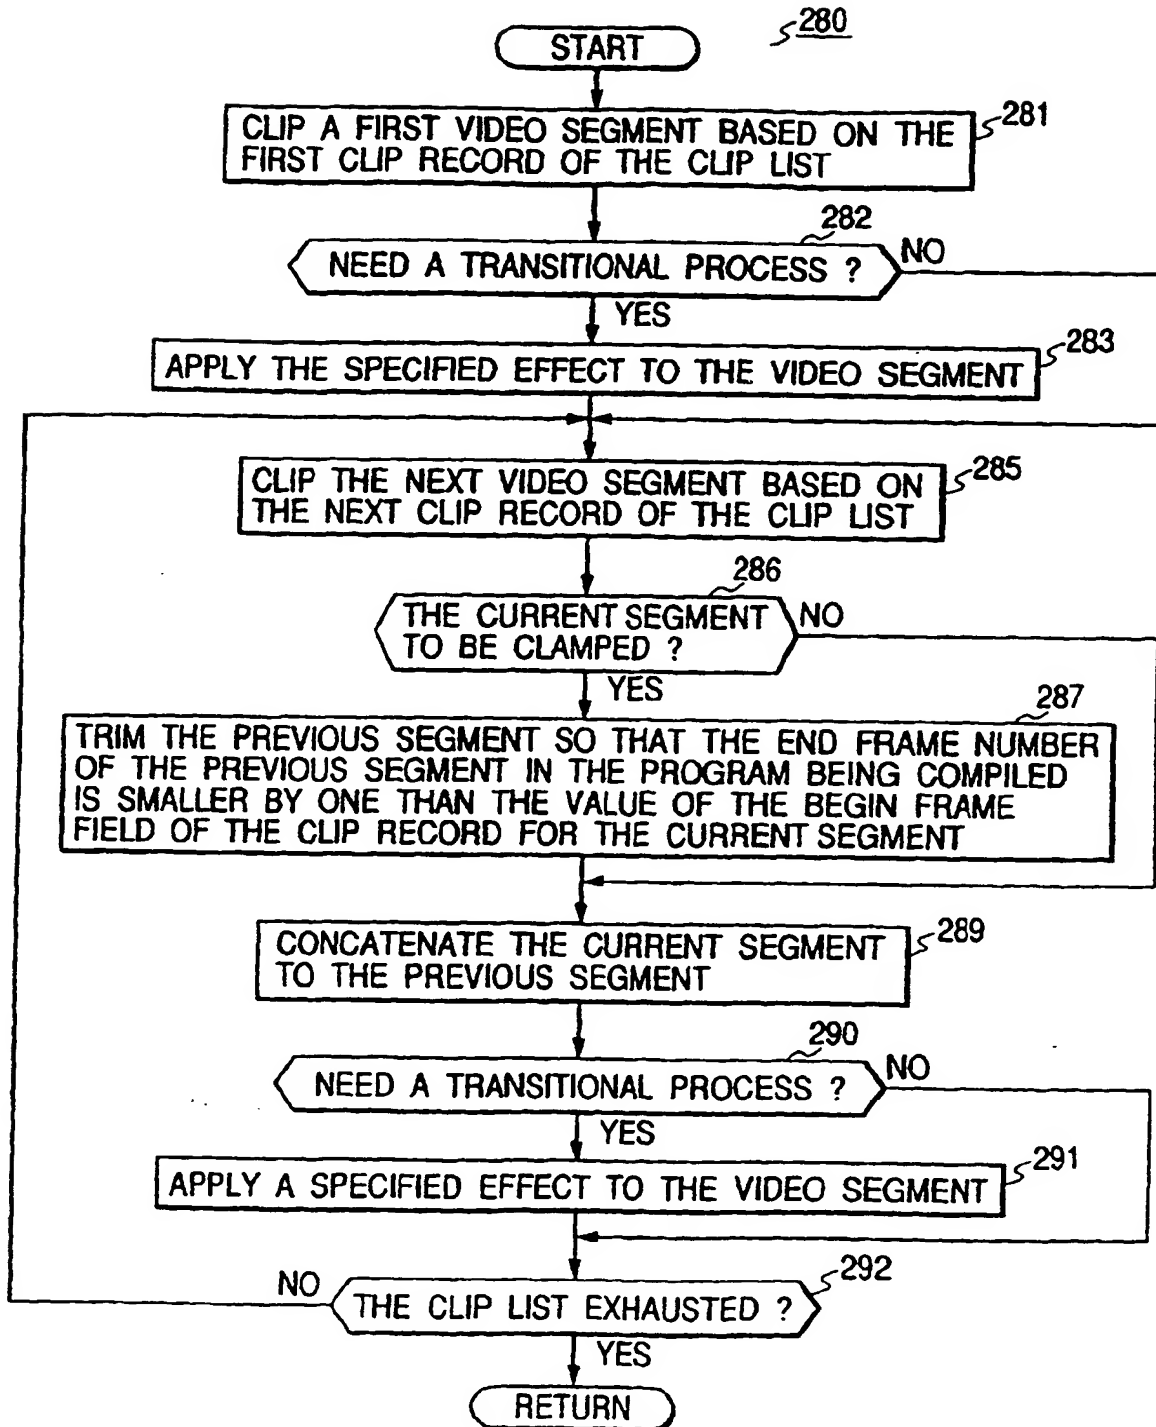 280
START
281
CLIP A FIRST VIDEO SEGMENT BASED ON THE
FIRST CLIP RECORD OF THE CLIP LIST
282
NEED A TRANSITIONAL PROCESS ?
NO
YES
283
APPLY THE SPECIFIED EFFECT TO THE VIDEO SEGMENT
285
CLIP THE NEXT VIDEO SEGMENT BASED ON
THE NEXT CLIP RECORD OF THE CLIP LIST
286
THE CURRENT SEGMENT
TO BE CLAMPED ?
NO
YES
287
TRIM THE PREVIOUS SEGMENT SO THAT THE END FRAME NUMBER
OF THE PREVIOUS SEGMENT IN THE PROGRAM BEING COMPILED
IS SMALLER BY ONE THAN THE VALUE OF THE BEGIN FRAME
FIELD OF THE CLIP RECORD FOR THE CURRENT SEGMENT
289
CONCATENATE THE CURRENT SEGMENT
TO THE PREVIOUS SEGMENT
290
NEED A TRANSITIONAL PROCESS ?
NO
YES
291
APPLY A SPECIFIED EFFECT TO THE VIDEO SEGMENT
292
NO
THE CLIP LIST EXHAUSTED ?
YES
RETURN